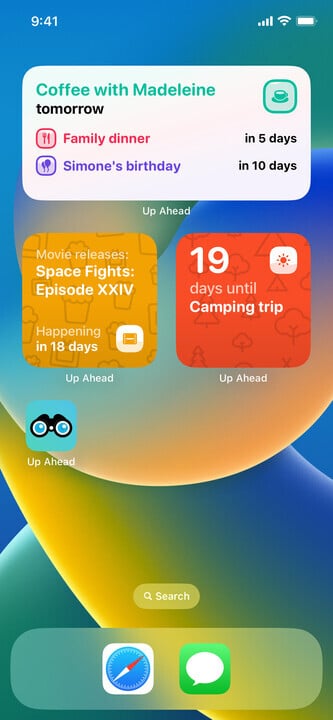 9:41
Coffee with Madeleine
tomorrow
Family dinner in 5 days
Simone's birthday in 10 days
Up Ahead
Movie releases:
Space Fights:
Episode XXIV
Happening
in 18 days
Up Ahead
19
days until
Camping trip
Up Ahead
Up Ahead
Search